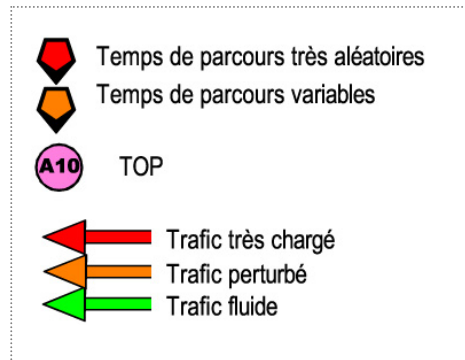 Temps de parcours très aléatoires
Temps de parcours variables
A10 TOP
Trafic très chargé
Trafic perturbé
Trafic fluide